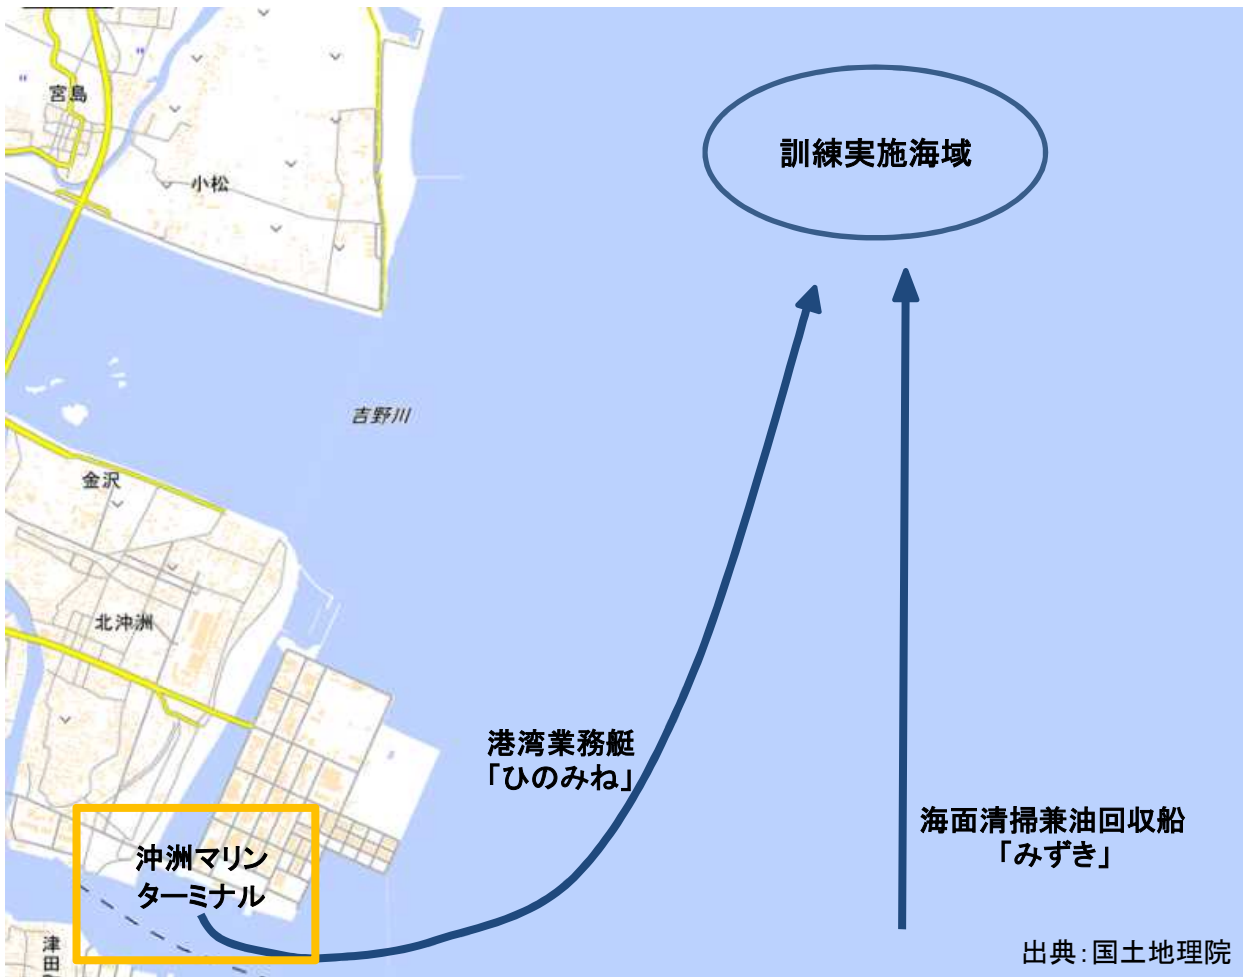 宮島
訓練実施海域
小松
吉野川
金沢
北沖洲
港湾業務艇
「ひのみね」
海面清掃兼油回収船
「みずき」
沖洲マリン
ターミナル
津田
出典：国土地理院